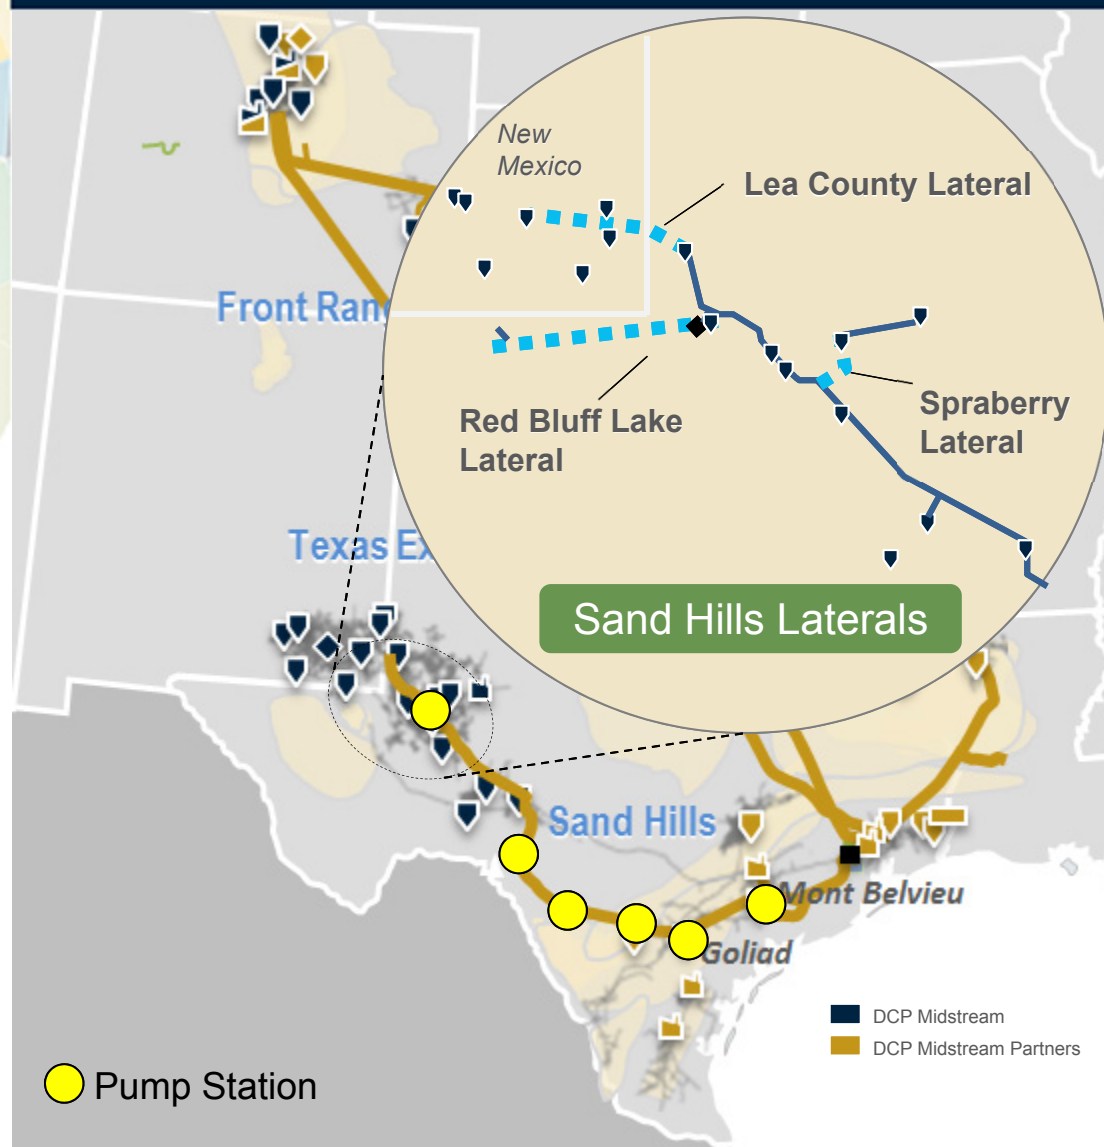 New
Mexico
Lea County Lateral
Front Ran
Red Bluff Lake
Lateral
Spraberry
Lateral
Texas Ex
Sand Hills Laterals
Sand Hills
Mont Belvieu
Goliad
DCP Midstream
DCP Midstream Partners
Pump Station